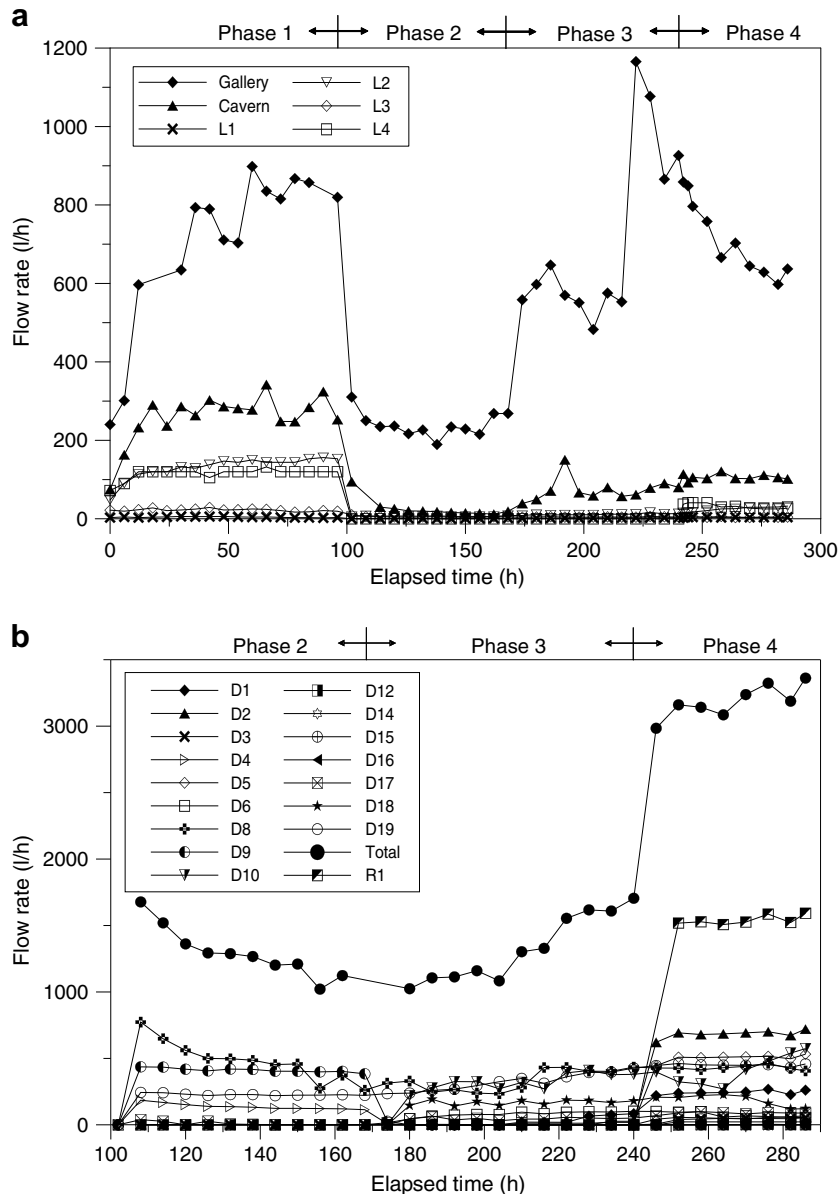 a
Phase 1 Phase 2 Phase 3 Phase 4
1200
1000
800
600
400
200
0
Flow rate (l/h)
Gallery L2
Cavern L3
L1 L4
0 50 100 150 200 250 300
Elapsed time (h)
b
Phase 2 Phase 3 Phase 4
3000
2000
1000
0
Flow rate (l/h)
D1 D12
D2 D14
D3 D15
D4 D16
D5 D17
D6 D18
D8 D19
D9 Total
D10 R1
100 120 140 160 180 200 220 240 260 280
Elapsed time (h)